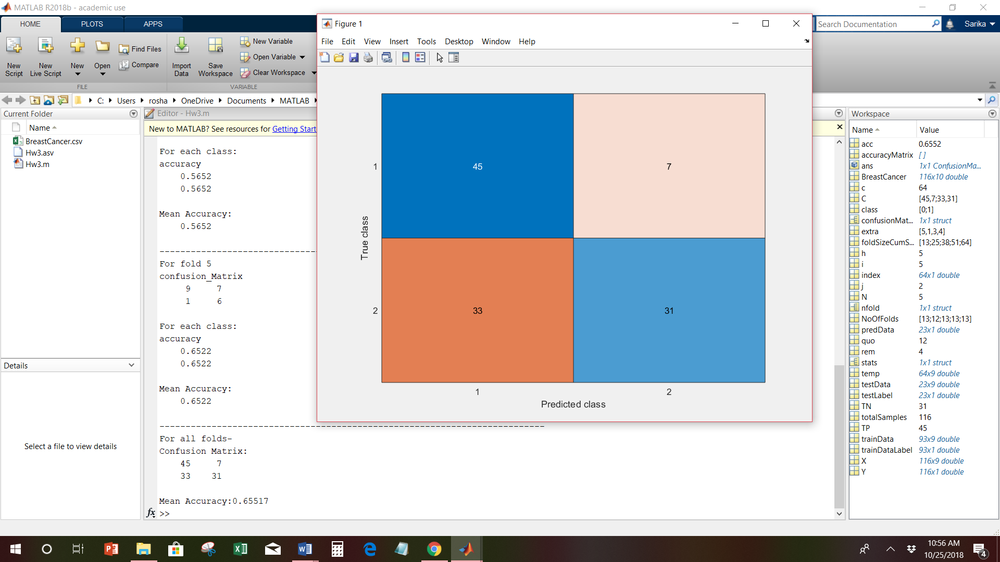 MATLAB R2018b - academic use
HOME PLOTS APPS
Search Documentation
Sarika
New Script
New Live Script
New
Open
Find Files
Compare
Import Data
Save Workspace
New Variable
Open Variable
Clear Workspace
FILE
VARIABLE
C: Users rosha OneDrive Documents MATLAB
Current Folder
Name
BreastCancer.csv
Hw3.asv
Hw3.m
Details
Select a file to view details
Editor - Hw3.m
New to MATLAB? See resources for Getting Start
For each class:
accuracy
0.5652
0.5652
Mean Accuracy:
0.5652
--------------------------------
For fold 5
confusion_Matrix
9 7
1 6
For each class:
accuracy
0.6522
0.6522
Mean Accuracy:
0.6522
--------------------------------------------------------------------------
For all folds-
Confusion Matrix:
45 7
33 31
Mean Accuracy:0.65517
fx >>
Figure 1
File Edit View Insert Tools Desktop Window Help
1
45
7
True class
2
33
31
1
2
Predicted class
Workspace
Name Value
acc 0.6552
accuracyMatrix []
ans 1x1 ConfusionMa...
BreastCancer 116x10 double
c 64
C [45,7;33,31]
class [0;1]
confusionMat... 1x1 struct
extra [5,1,3,4]
foldSizeCumS... [13;25;38;51;64]
h 5
i 5
index 64x1 double
j 2
N 5
nfold 1x1 struct
NoOfFolds [13;12;13;13;13]
predData 23x1 double
quo 12
rem 4
stats 1x1 struct
temp 64x9 double
testData 23x9 double
testLabel 23x1 double
TN 31
totalSamples 116
TP 45
trainData 93x9 double
trainDataLabel 93x1 double
X 116x9 double
Y 116x1 double
10:56 AM
10/25/2018
4